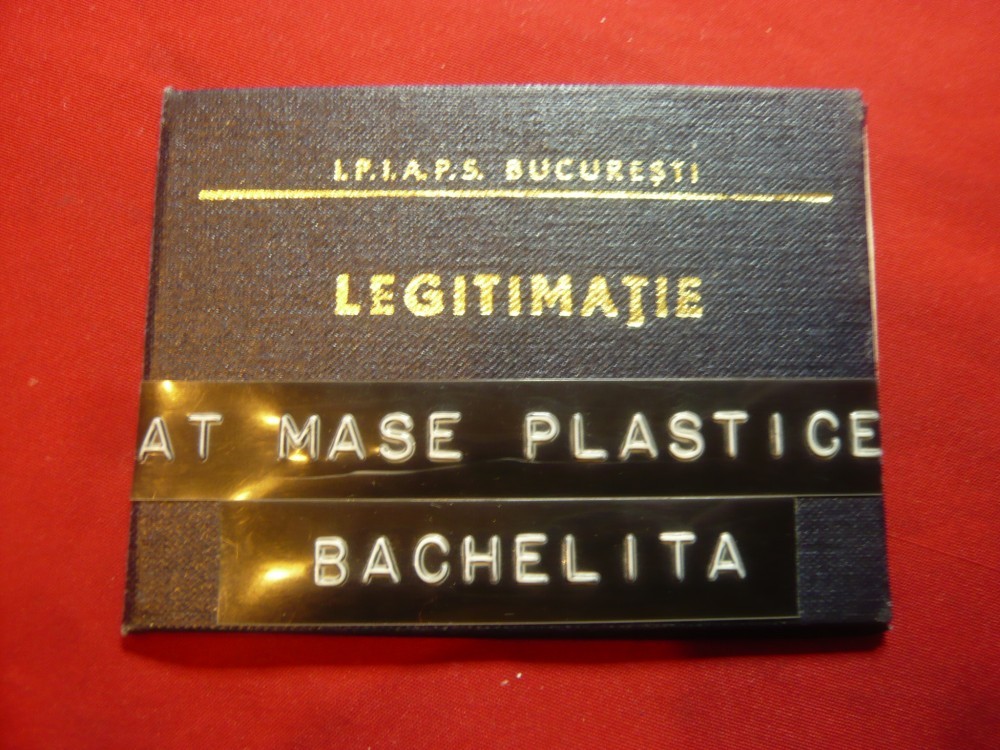 I.P.I.A.P.S. BUCUREȘTI
LEGITIMAȚIE
AT MASE PLASTICE
BACHELITA